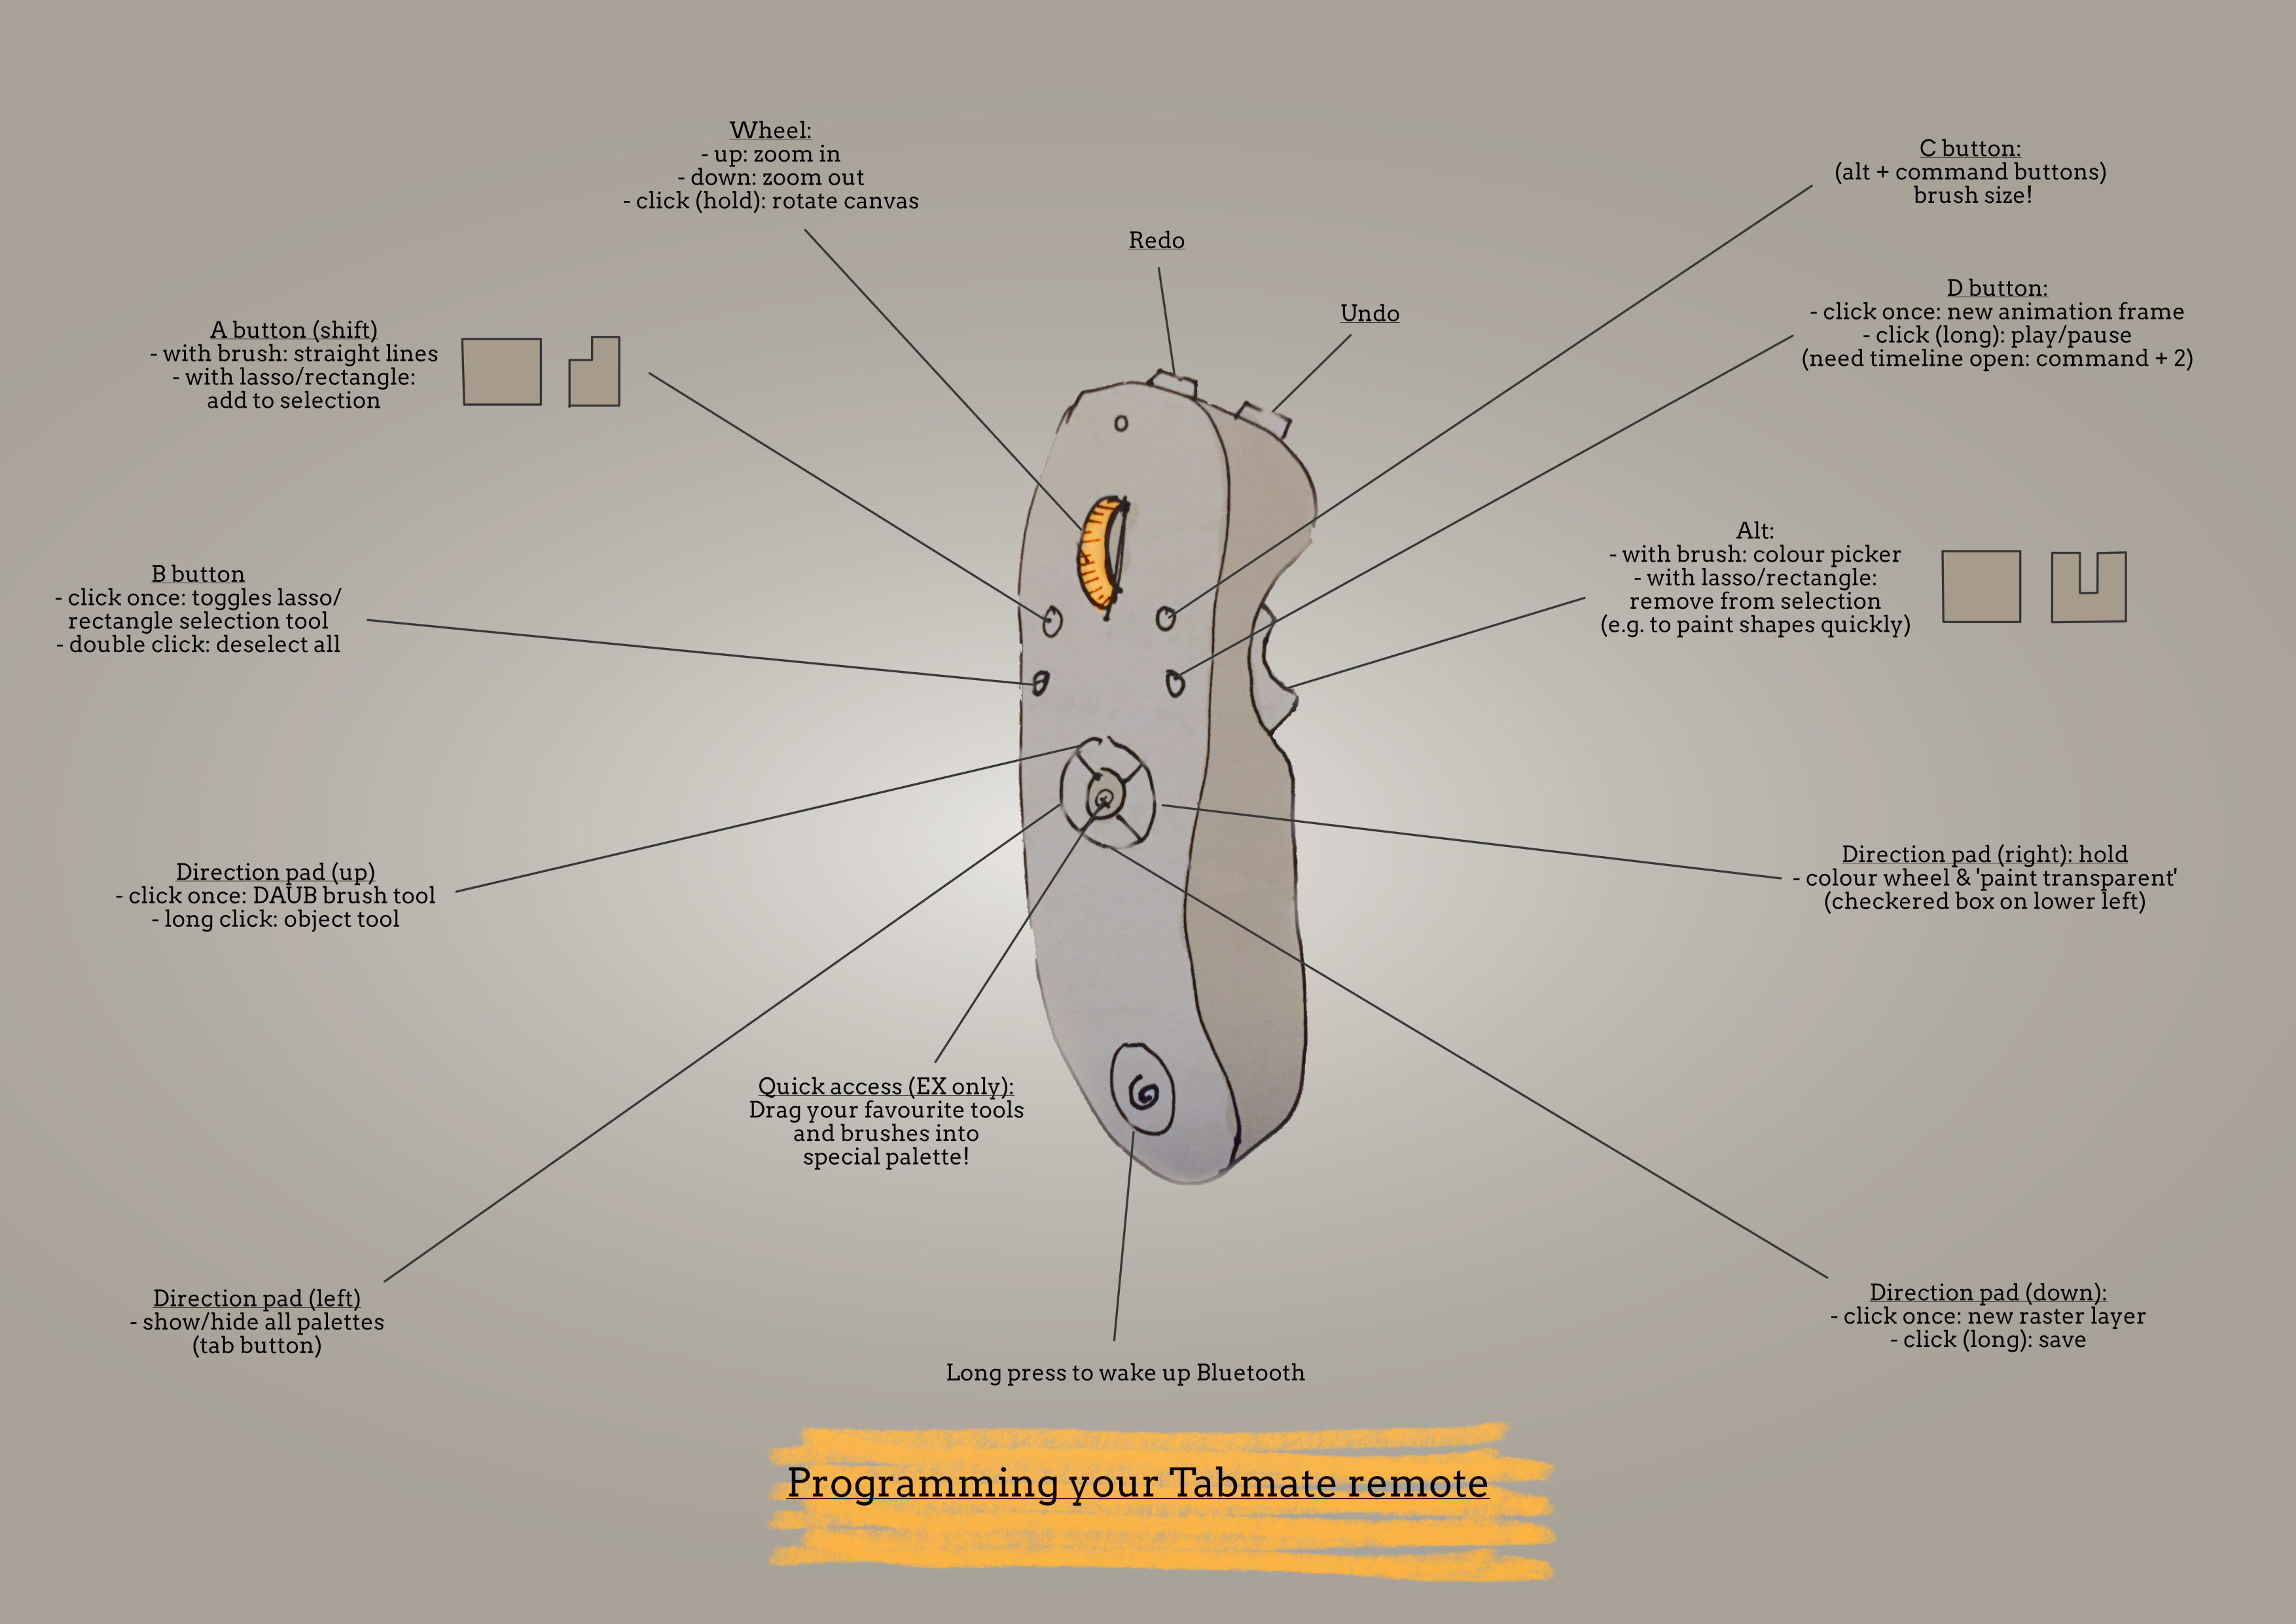 Wheel:
- up: zoom in
- down: zoom out
- click (hold): rotate canvas
C button:
(alt + command buttons)
brush size!
Redo
Undo
D button:
- click once: new animation frame
- click (long): play/pause
(need timeline open: command + 2)
A button (shift)
- with brush: straight lines
- with lasso/rectangle:
add to selection
Alt:
- with brush: colour picker
- with lasso/rectangle:
remove from selection
(e.g. to paint shapes quickly)
B button
- click once: toggles lasso/
rectangle selection tool
- double click: deselect all
Direction pad (up)
- click once: DAUB brush tool
- long click: object tool
Direction pad (right): hold
- colour wheel & 'paint transparent'
(checkered box on lower left)
Quick access (EX only):
Drag your favourite tools
and brushes into
special palette!
Direction pad (left)
- show/hide all palettes
(tab button)
Direction pad (down):
- click once: new raster layer
- click (long): save
Long press to wake up Bluetooth
Programming your Tabmate remote